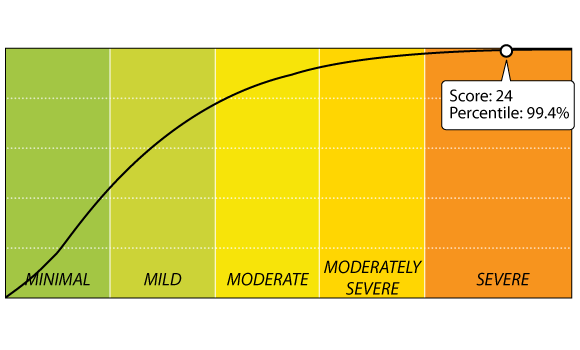 Score: 24
Percentile: 99.4%
MINIMAL
MILD
MODERATE
MODERATELY
SEVERE
SEVERE